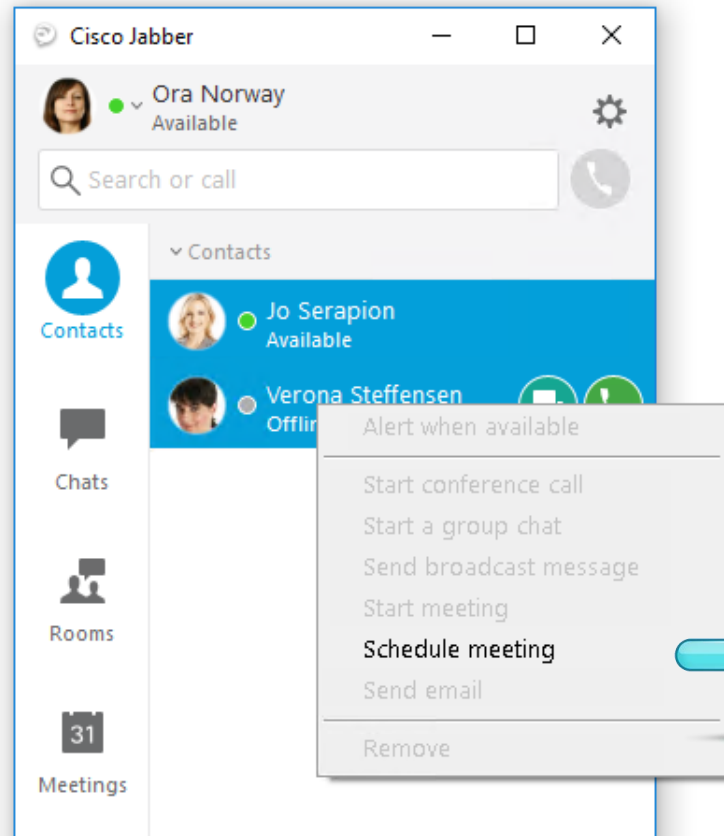 Cisco Jabber
Ora Norway
Available
Search or call
Contacts
Contacts
Jo Serapion
Available
Verona Steffensen
Alert when available
Start conference call
Chats
Start a group chat
Send broadcast message
Start meeting
Rooms
Schedule meeting
Send email
31
Remove
Meetings